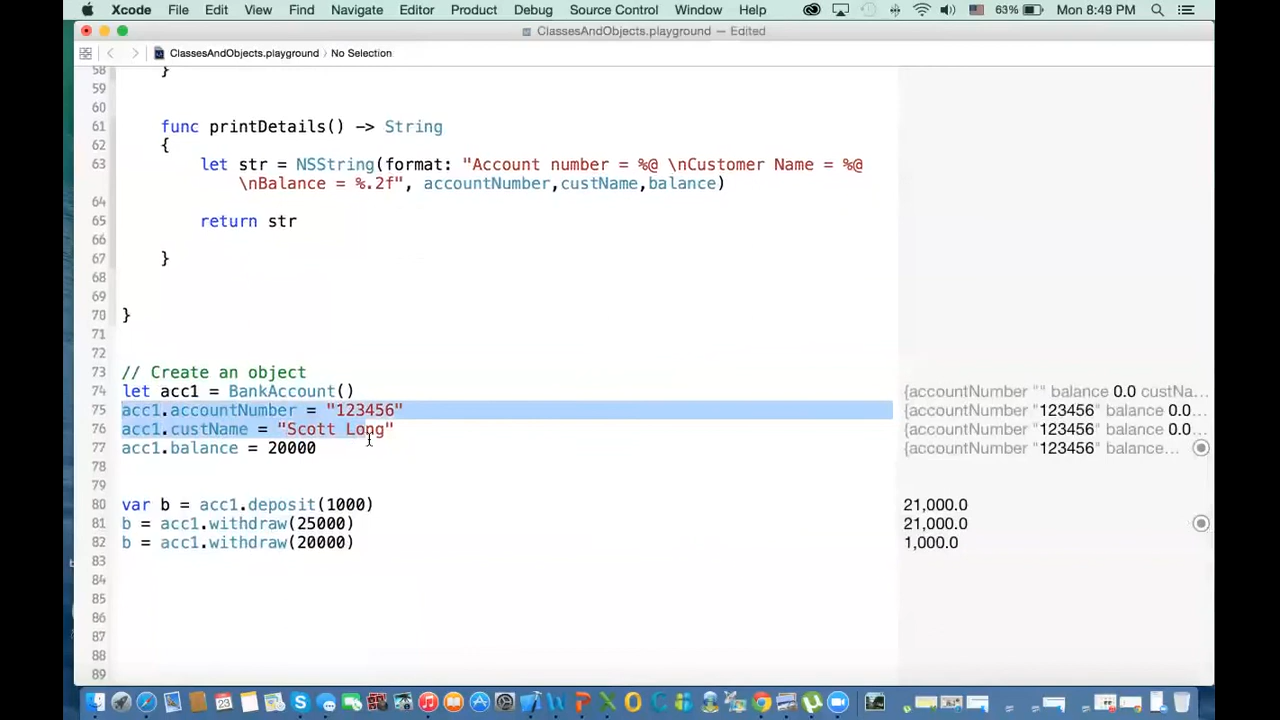 Xcode File Edit View Find Navigate Editor Product Debug Source Control Window Help 63% Mon 8:49 PM
ClassesAndObjects.playground — Edited
ClassesAndObjects.playground › No Selection
58 }
59
60
61 func printDetails() -> String
62 {
63 let str = NSString(format: "Account number = %@ \nCustomer Name = %@
\nBalance = %.2f", accountNumber,custName,balance)
64
65 return str
66
67 }
68
69
70 }
71
72
73 // Create an object
74 let acc1 = BankAccount() {accountNumber "" balance 0.0 custNa...
75 acc1.accountNumber = "123456" {accountNumber "123456" balance 0.0...
76 acc1.custName = "Scott Long" {accountNumber "123456" balance 0.0...
77 acc1.balance = 20000 {accountNumber "123456" balance...
78
79
80 var b = acc1.deposit(1000) 21,000.0
81 b = acc1.withdraw(25000) 21,000.0
82 b = acc1.withdraw(20000) 1,000.0
83
84
85
86
87
88
89